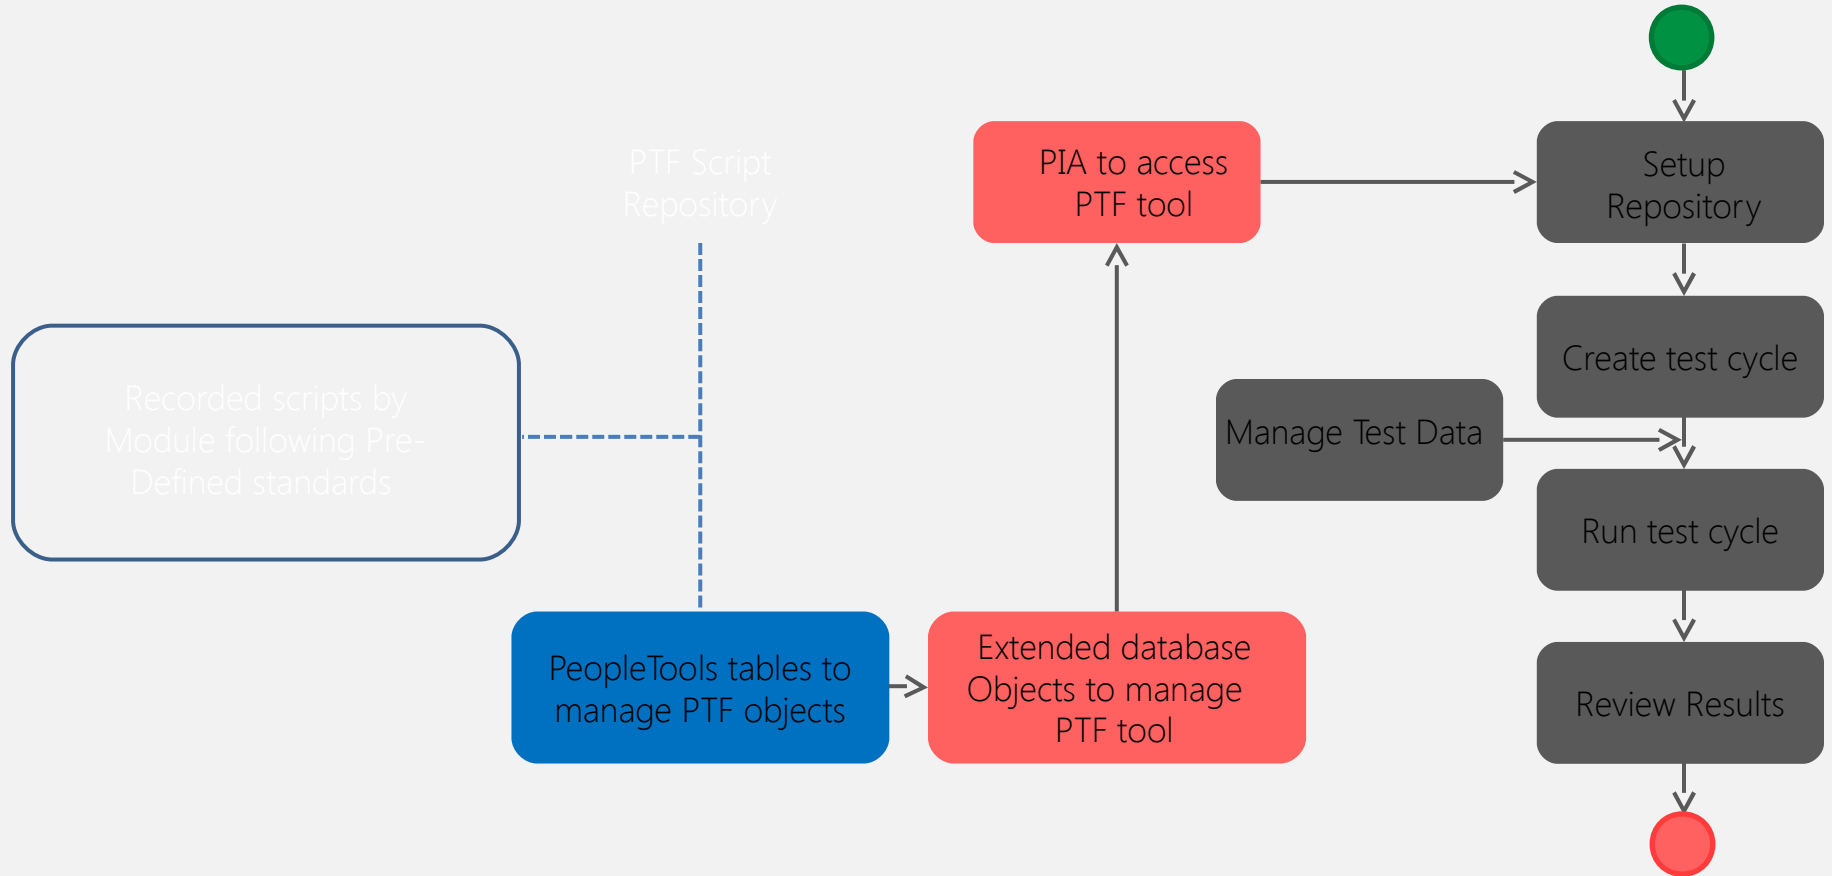 PTF Script
Repository
Recorded scripts by
Module following Pre-
Defined standards
PeopleTools tables to
manage PTF objects
Extended database
Objects to manage
PTF tool
PIA to access
PTF tool
Setup
Repository
Create test cycle
Manage Test Data
Run test cycle
Review Results